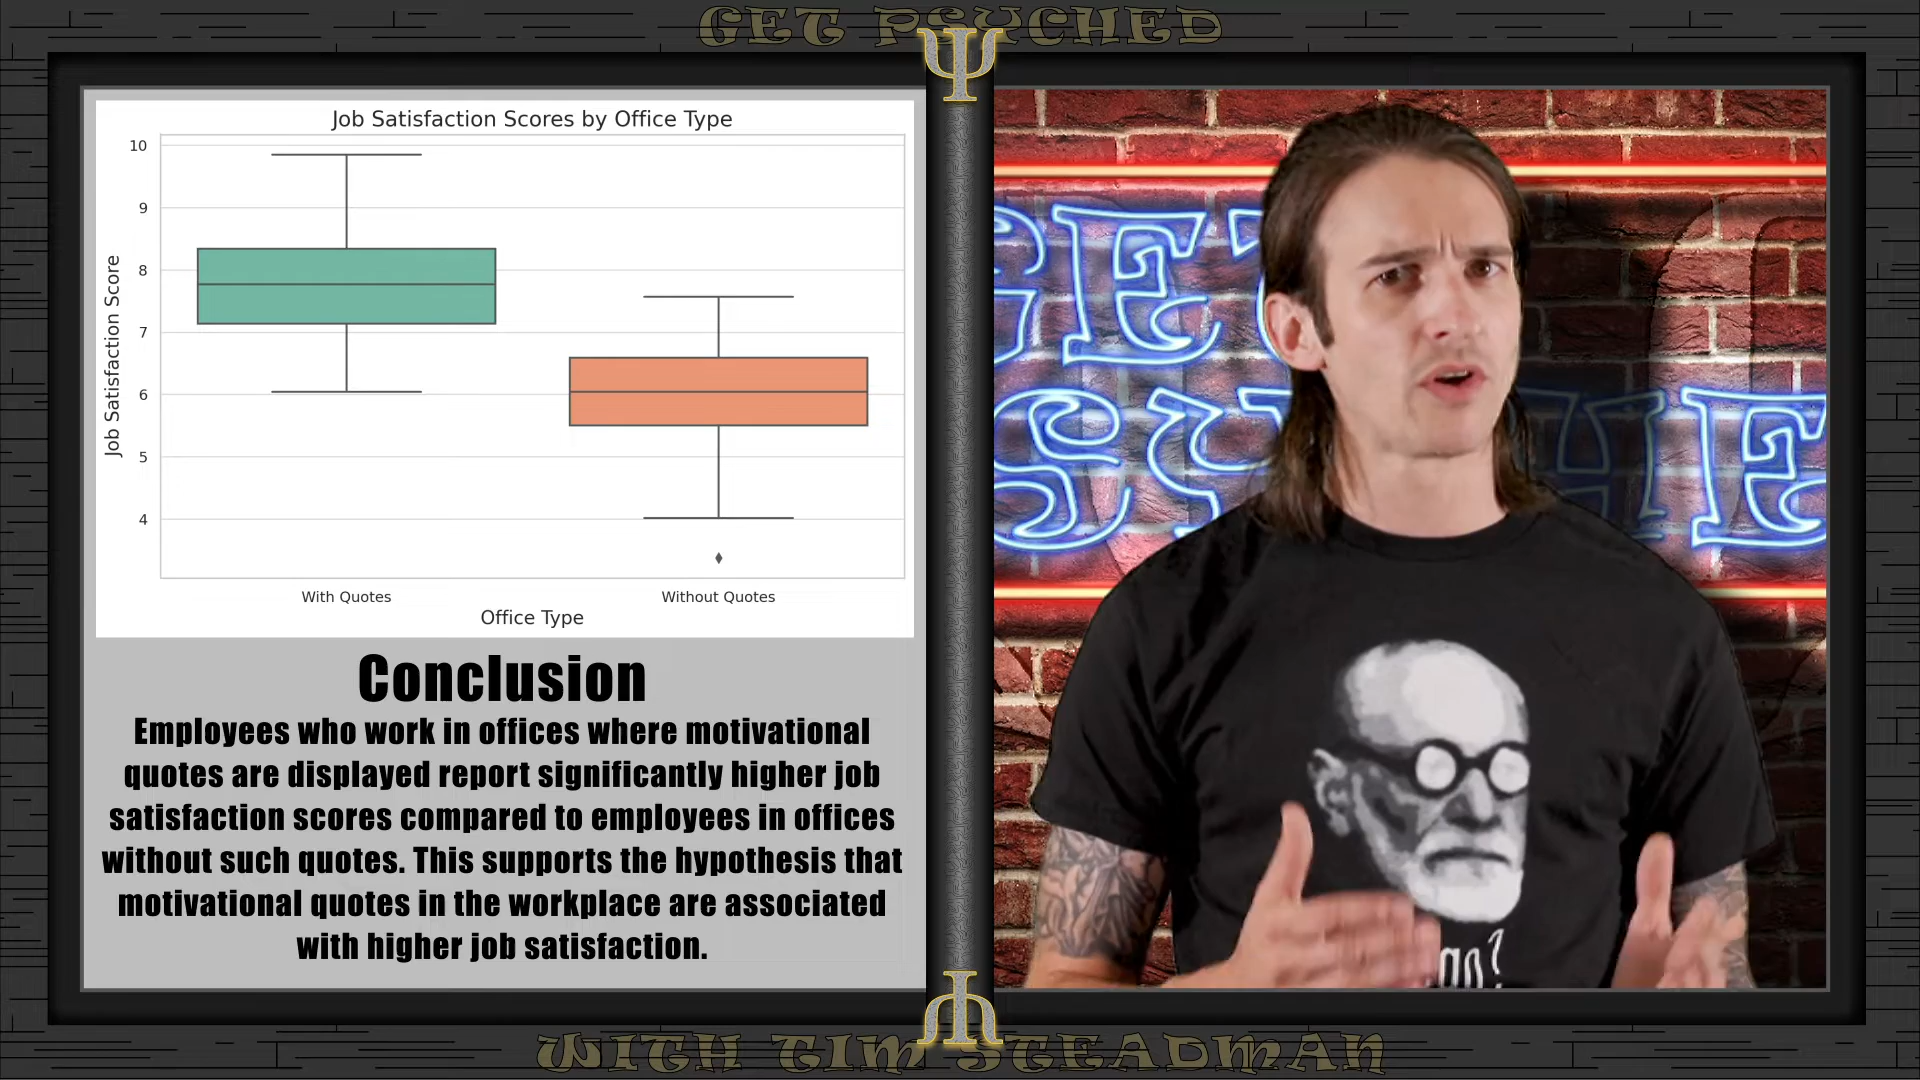 GET PSYCHED
Job Satisfaction Scores by Office Type
10
9
8
7
6
5
4
Job Satisfaction Score
With Quotes
Without Quotes
Office Type
Conclusion
Employees who work in offices where motivational
quotes are displayed report significantly higher job
satisfaction scores compared to employees in offices
without such quotes. This supports the hypothesis that
motivational quotes in the workplace are associated
with higher job satisfaction.
GET
WITH TIM STEADMAN